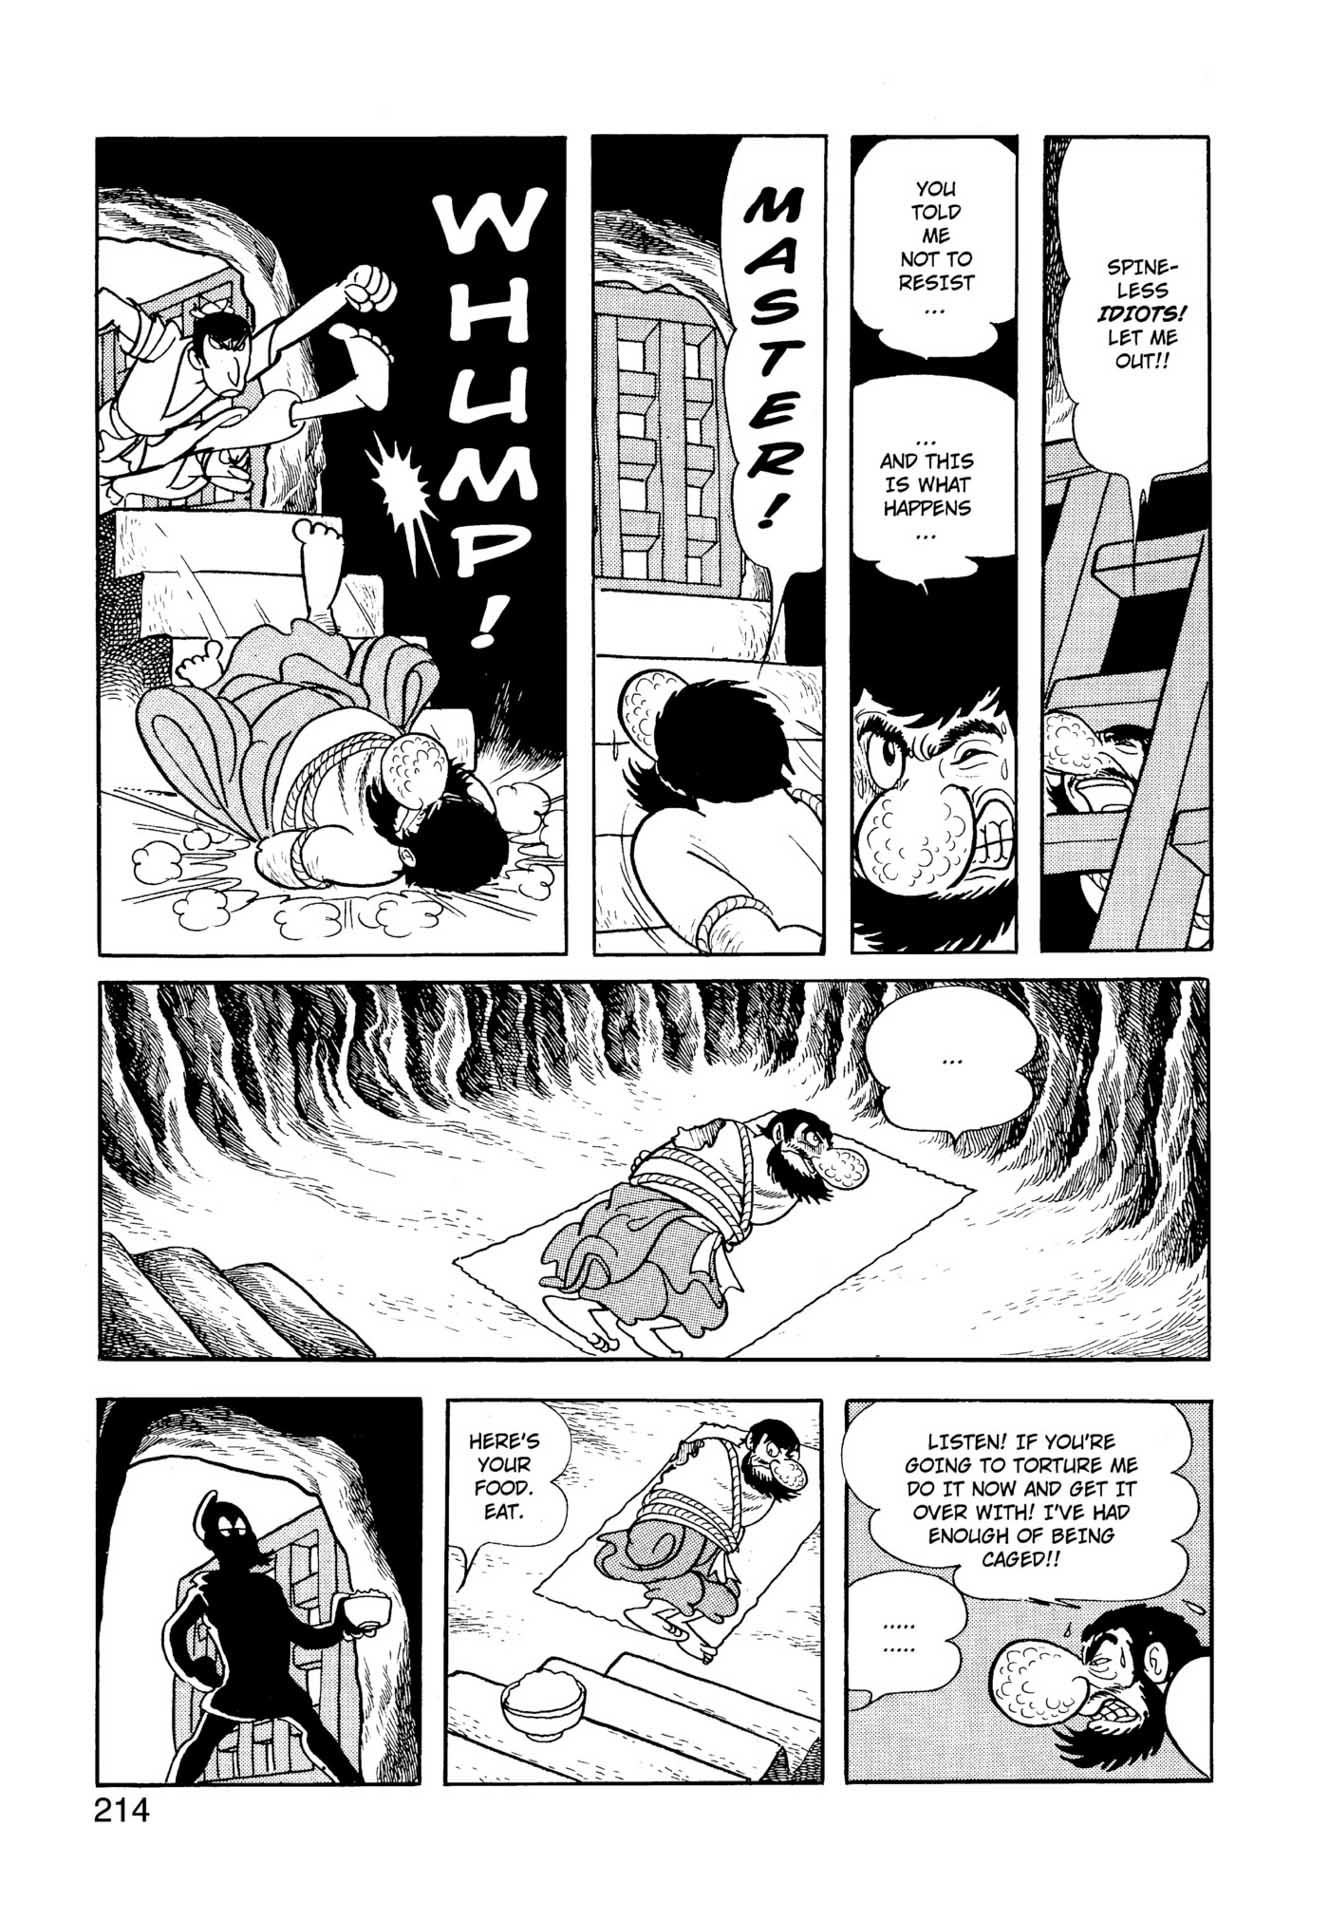 WHUMP!
MASTER!
YOU
TOLD
ME
NOT TO
RESIST
...
...
AND THIS
IS WHAT
HAPPENS
...
SPINE-
LESS
IDIOTS!
LET ME
OUT!!
...
HERE'S
YOUR
FOOD.
EAT.
LISTEN! IF YOU'RE
GOING TO TORTURE ME
DO IT NOW AND GET IT
OVER WITH! I'VE HAD
ENOUGH OF BEING
CAGED!!
.....
.....
214